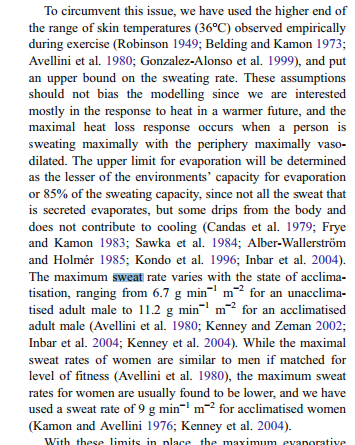 To circumvent this issue, we have used the higher end of
the range of skin temperatures (36°C) observed empirically
during exercise (Robinson 1949; Belding and Kamon 1973;
Avellini et al. 1980; Gonzalez-Alonso et al. 1999), and put
an upper bound on the sweating rate. These assumptions
should not bias the modelling since we are interested
mostly in the response to heat in a warmer future, and the
maximal heat loss response occurs when a person is
sweating maximally with the periphery maximally vaso-
dilated. The upper limit for evaporation will be determined
as the lesser of the environments' capacity for evaporation
or 85% of the sweating capacity, since not all the sweat that
is secreted evaporates, but some drips from the body and
does not contribute to cooling (Candas et al. 1979; Frye
and Kamon 1983; Sawka et al. 1984; Alber-Wallerström
and Holmér 1985; Kondo et al. 1996; Inbar et al. 2004).
The maximum sweat rate varies with the state of acclima-
tisation, ranging from 6.7 g min⁻¹ m⁻² for an unacclima-
tised adult male to 11.2 g min⁻¹ m⁻² for an acclimatised
adult male (Avellini et al. 1980; Kenney and Zeman 2002;
Inbar et al. 2004; Kenney et al. 2004). While the maximal
sweat rates of women are similar to men if matched for
level of fitness (Avellini et al. 1980), the maximum sweat
rates for women are usually found to be lower, and we have
used a sweat rate of 9 g min⁻¹ m⁻² for acclimatised women
(Kamon and Avellini 1976; Kenney et al. 2004).
With these limits in place, the maximum evaporative